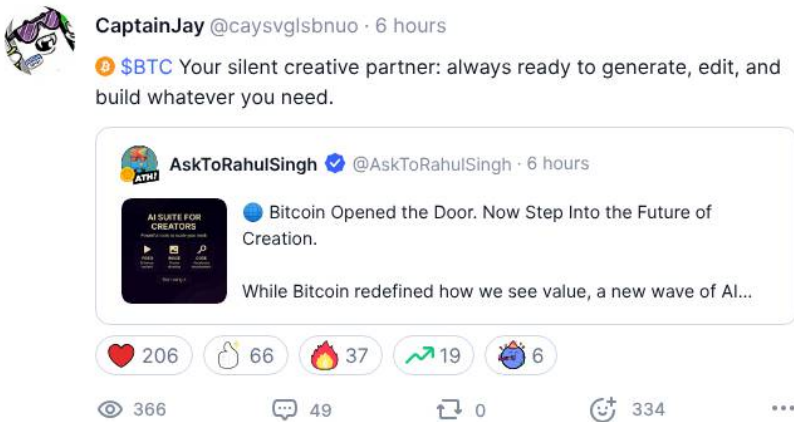 CaptainJay @caysvglsbnuo · 6 hours
$BTC Your silent creative partner: always ready to generate, edit, and
build whatever you need.
AskToRahulSingh @AskToRahulSingh · 6 hours
ATH!
AI SUITE FOR
CREATORS
Bitcoin Opened the Door. Now Step Into the Future of
Creation.
While Bitcoin redefined how we see value, a new wave of AI...
206 66 37 19 6
366 49 0 334